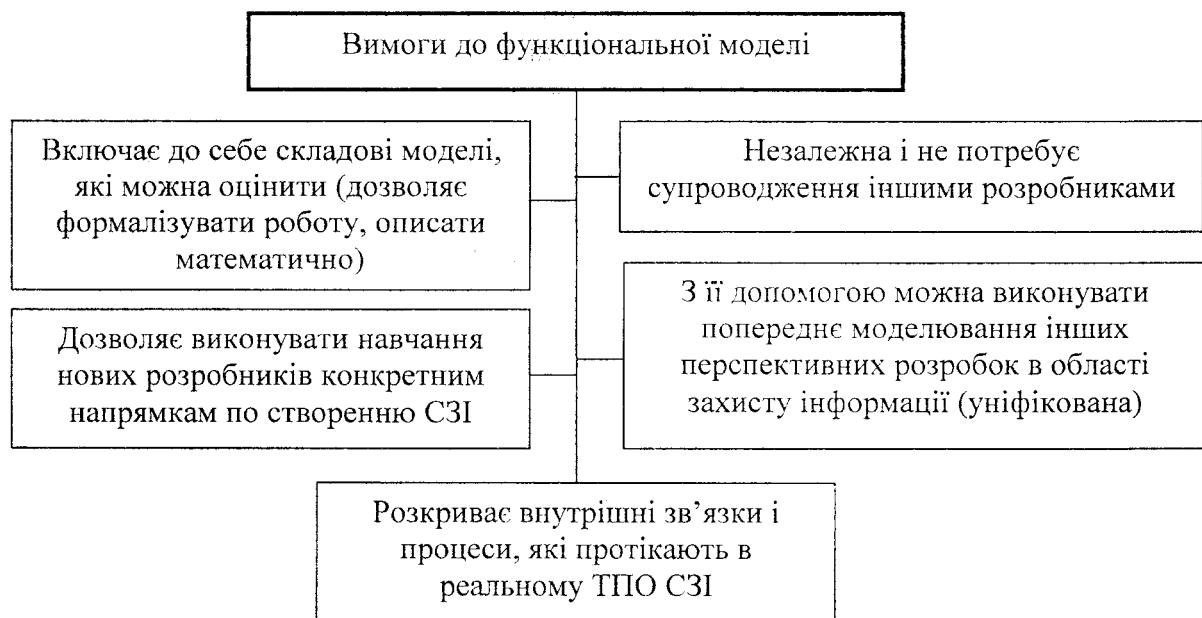 Вимоги до функціональної моделі
Включає до себе складові моделі,
які можна оцінити (дозволяє
формалізувати роботу, описати
математично)
Незалежна і не потребує
супроводження іншими розробниками
Дозволяє виконувати навчання
нових розробників конкретним
напрямкам по створенню СЗІ
З її допомогою можна виконувати
попереднє моделювання інших
перспективних розробок в області
захисту інформації (уніфікована)
Розкриває внутрішні зв’язки і
процеси, які протікають в
реальному ТПО СЗІ